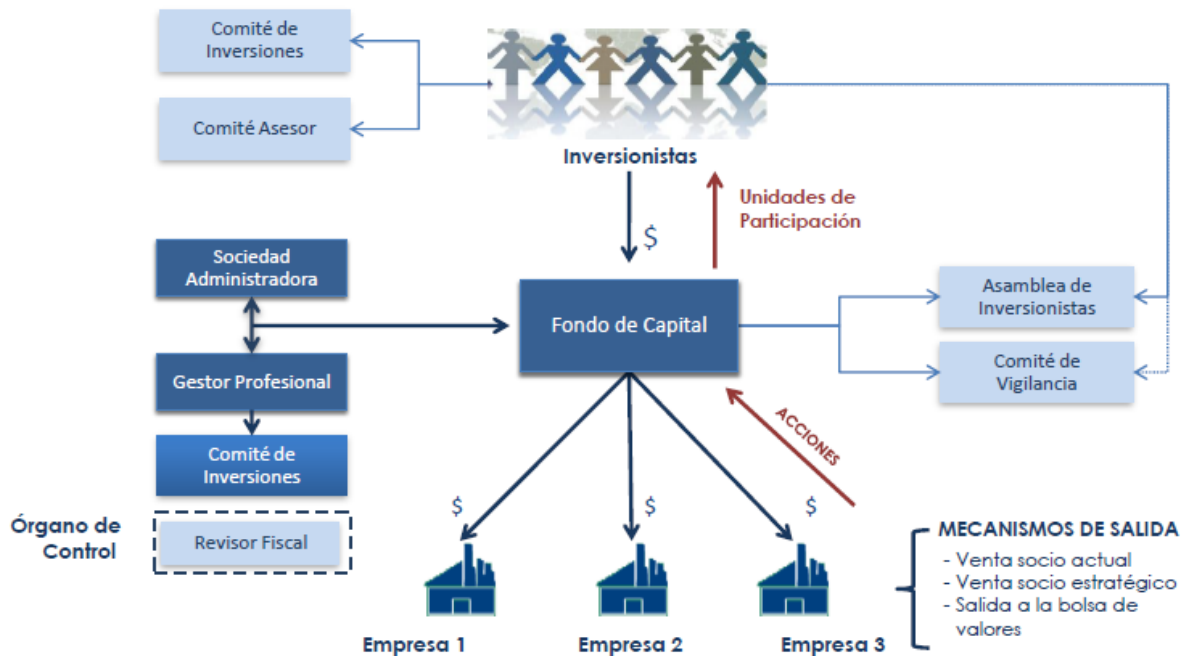 Comité de
Inversiones
Comité Asesor
Inversionistas
Unidades de
Participación
$
Sociedad
Administradora
Fondo de Capital
Asamblea de
Inversionistas
Gestor Profesional
Comité de
Vigilancia
Comité de
Inversiones
ACCIONES
Órgano de
Control
Revisor Fiscal
$
$
$
MECANISMOS DE SALIDA
- Venta socio actual
- Venta socio estratégico
- Salida a la bolsa de
valores
Empresa 1
Empresa 2
Empresa 3